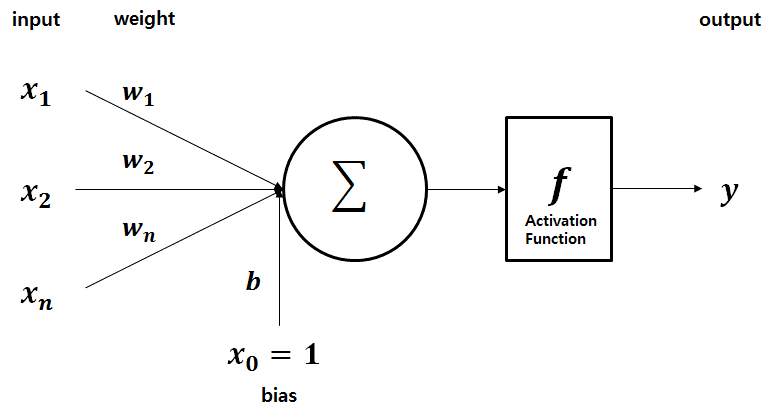 input weight output
x₁ w₁
w₂
x₂ ∑ f y
Activation
Function
wₙ
xₙ b
x₀ = 1
bias